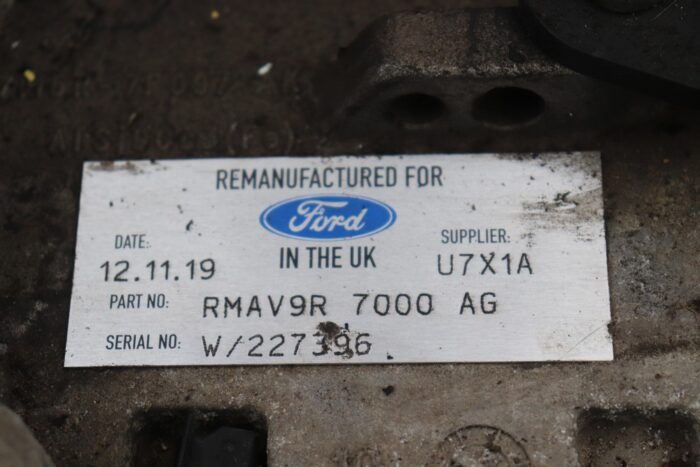 REMANUFACTURED FOR
Ford
IN THE UK
DATE: 12.11.19
SUPPLIER: U7X1A
PART NO: RMAV9R 7000 AG
SERIAL NO: W/227396